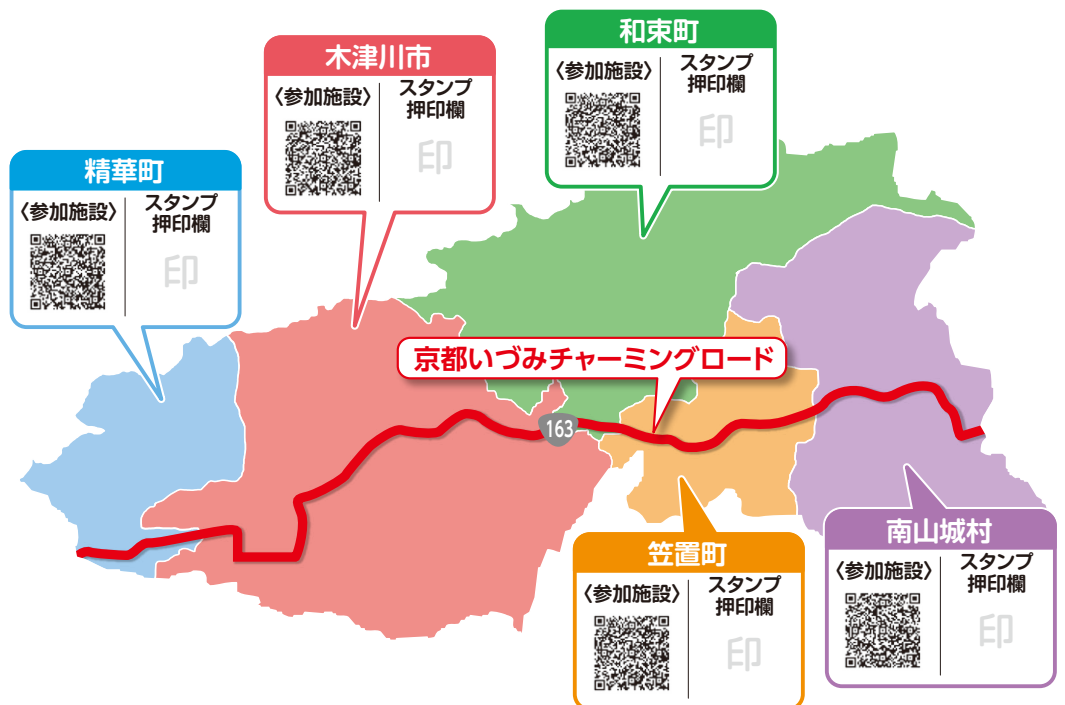 和束町
〈参加施設〉
スタンプ
押印欄
印
木津川市
〈参加施設〉
スタンプ
押印欄
印
精華町
〈参加施設〉
スタンプ
押印欄
印
京都いづみチャーミングロード
163
笠置町
〈参加施設〉
スタンプ
押印欄
印
南山城村
〈参加施設〉
スタンプ
押印欄
印